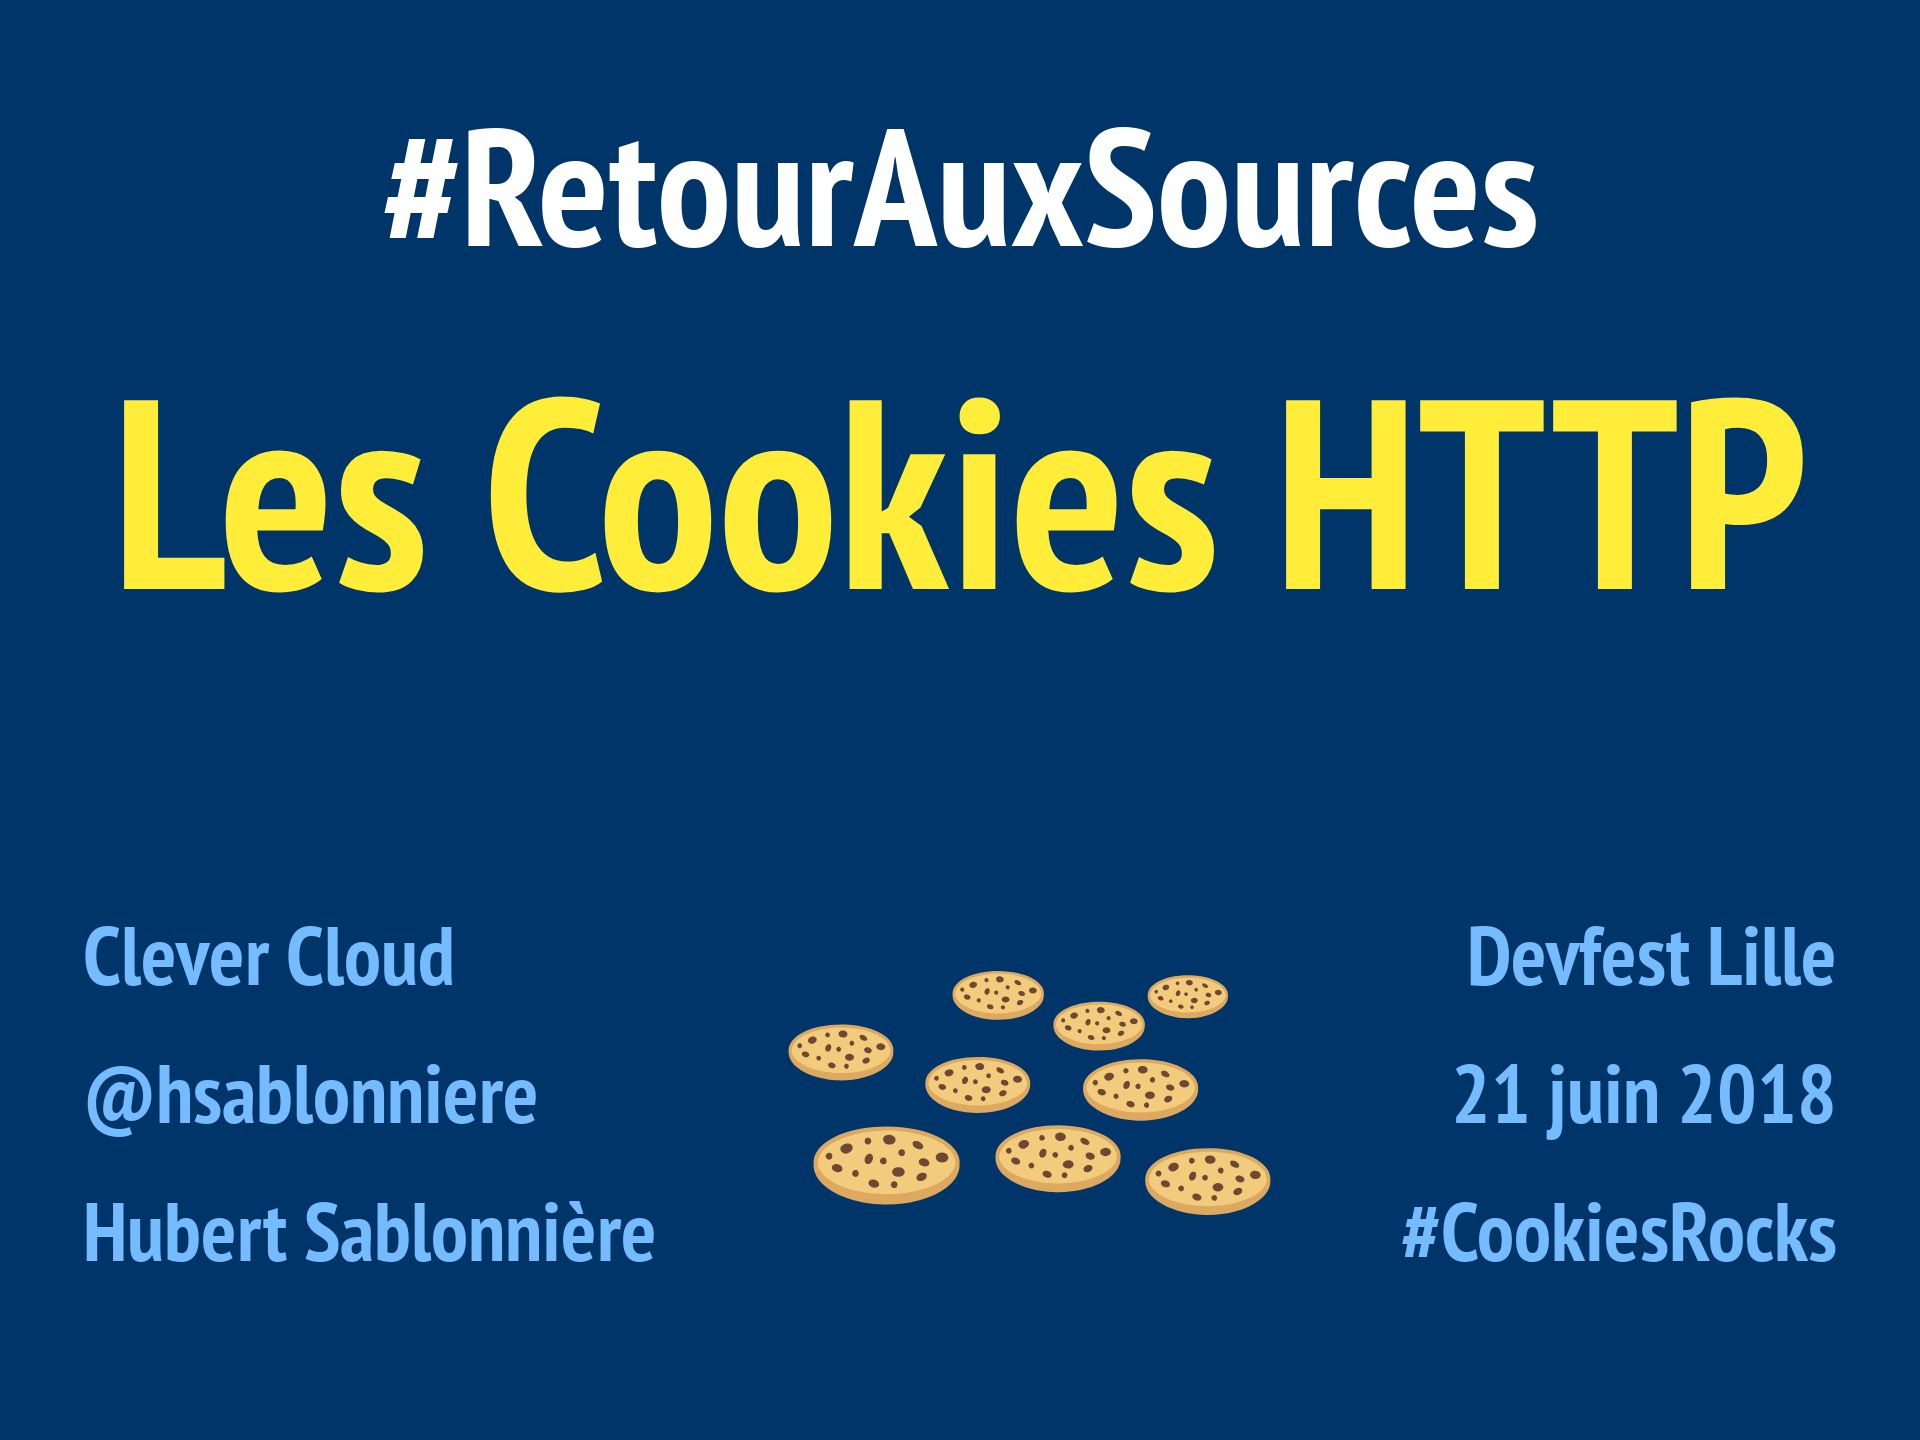 #RetourAuxSources
Les Cookies HTTP
Clever Cloud
@hsablonniere
Hubert Sablonnière
Devfest Lille
21 juin 2018
#CookiesRocks